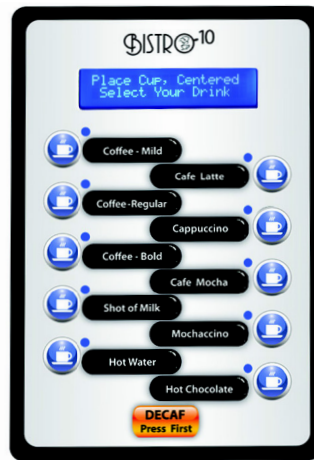 BISTRO 10
Place Cup, Centered
Select Your Drink
Coffee - Mild
Cafe Latte
Coffee-Regular
Cappuccino
Coffee - Bold
Cafe Mocha
Shot of Milk
Mochaccino
Hot Water
Hot Chocolate
DECAF
Press First